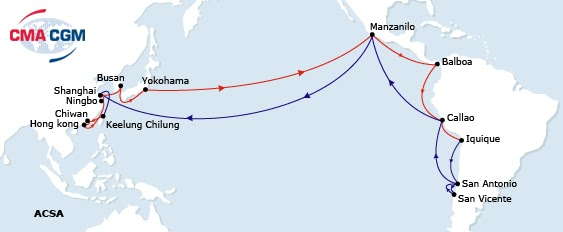 CMA CGM
Manzanilo
Balboa
Busan
Yokohama
Shanghai
Ningbo
Chiwan
Hong kong
Keelung Chilung
Callao
Iquique
San Antonio
San Vicente
ACSA